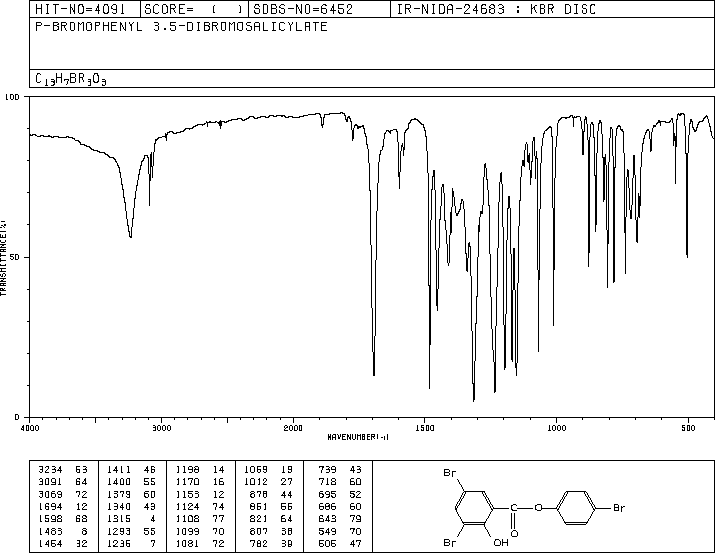 HIT-NO=4091 SCORE= ( ) SDBS-NO=6452 IR-NIDA-24683 : KBR DISC
P-BROMOPHENYL 3.5-DIBROMOSALICYLATE
C13H7BR3O3
100
50
0
TRANSMITTANCE(%)
4000 3000 2000 1500 1000 500
WAVENUMBER(-1)
3234 63 1411 46 1198 14 1069 19 739 43
3091 64 1400 55 1170 16 1012 27 718 60
3069 72 1379 60 1153 12 878 44 695 52
1694 12 1340 43 1124 74 851 55 686 60
1598 68 1315 4 1108 77 821 64 643 79
1483 8 1293 55 1099 70 807 38 549 70
1454 32 1236 7 1081 72 782 39 505 47
Br
C
O
O
Br
Br
OH